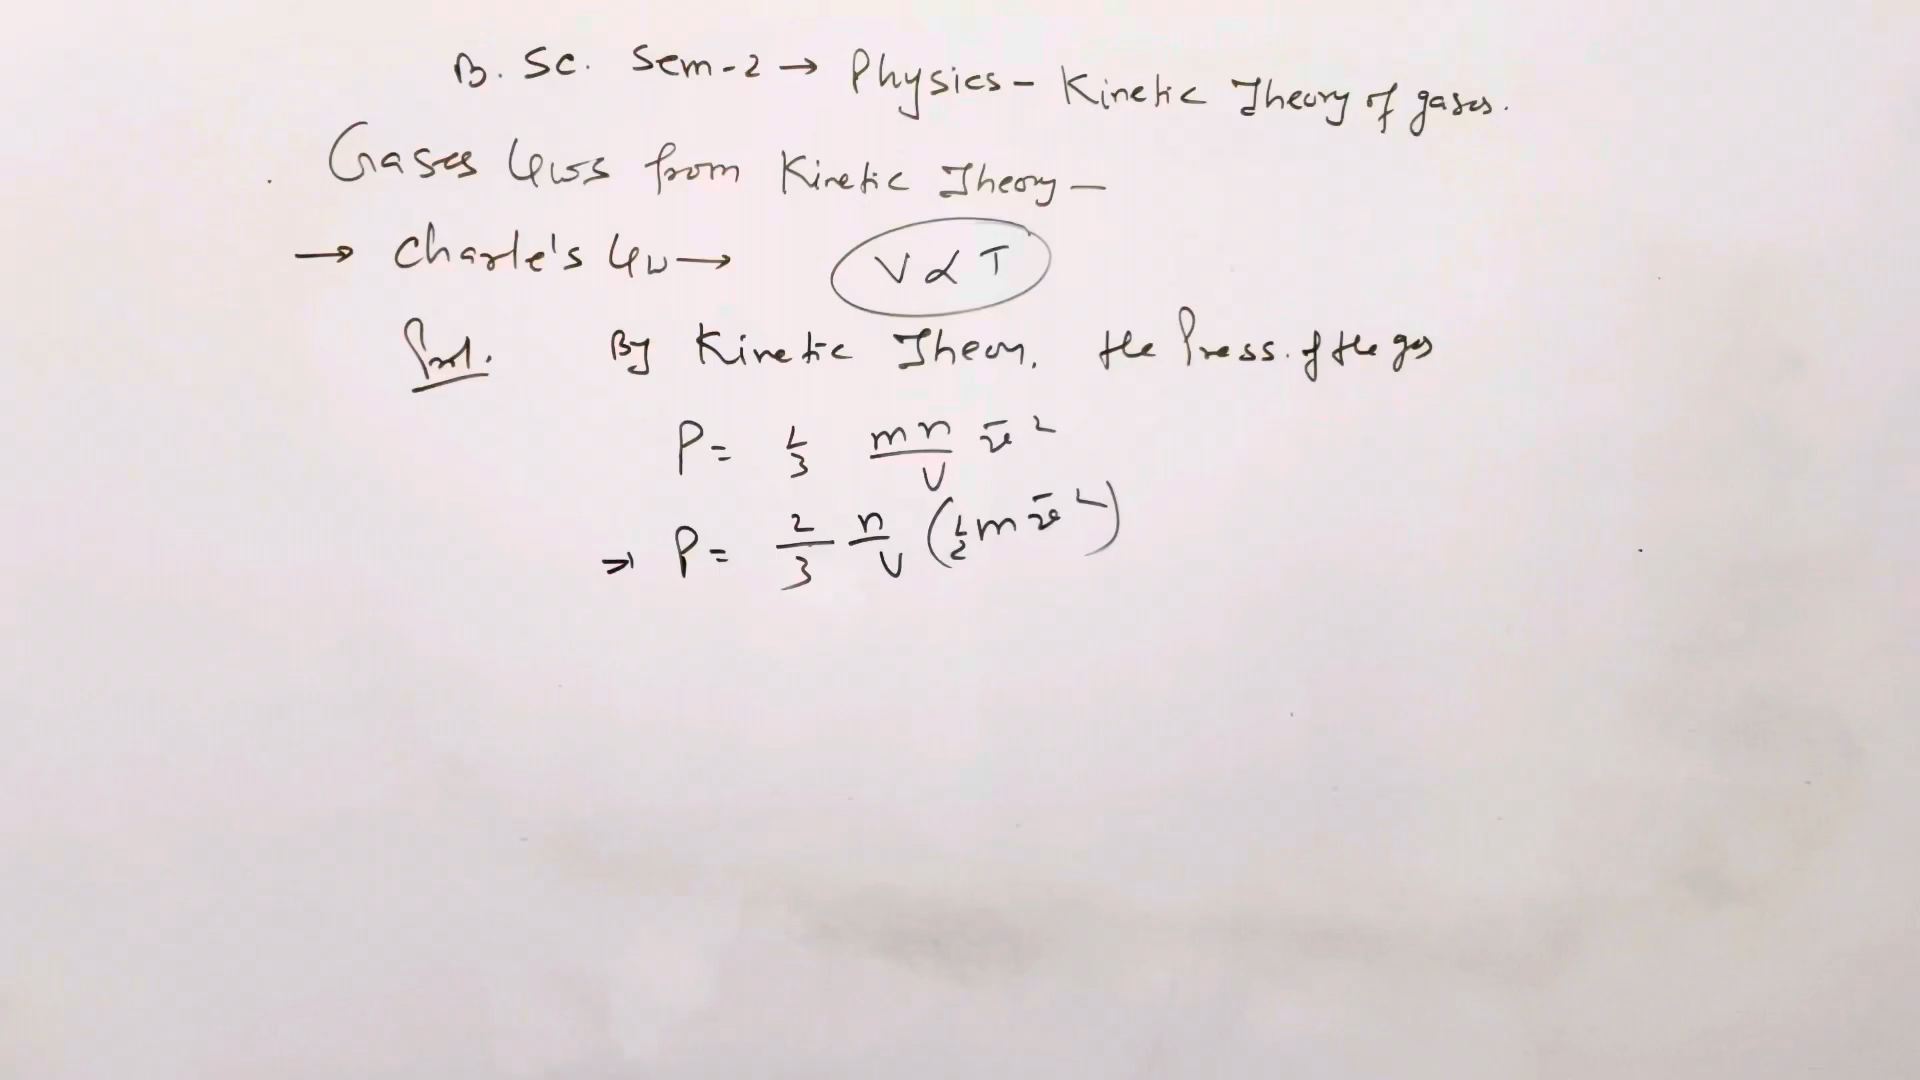 B. Sc. Sem-2 → Physics - Kinetic Theory of gases.
Gases Laws from Kinetic Theory —
→ Charle's Law → V ∝ T
Proof. By Kinetic Theory, the Press. of the gas
P = 1/3 mn/V v̄²
⇒ P = 2/3 n/V (1/2 m v̄²)